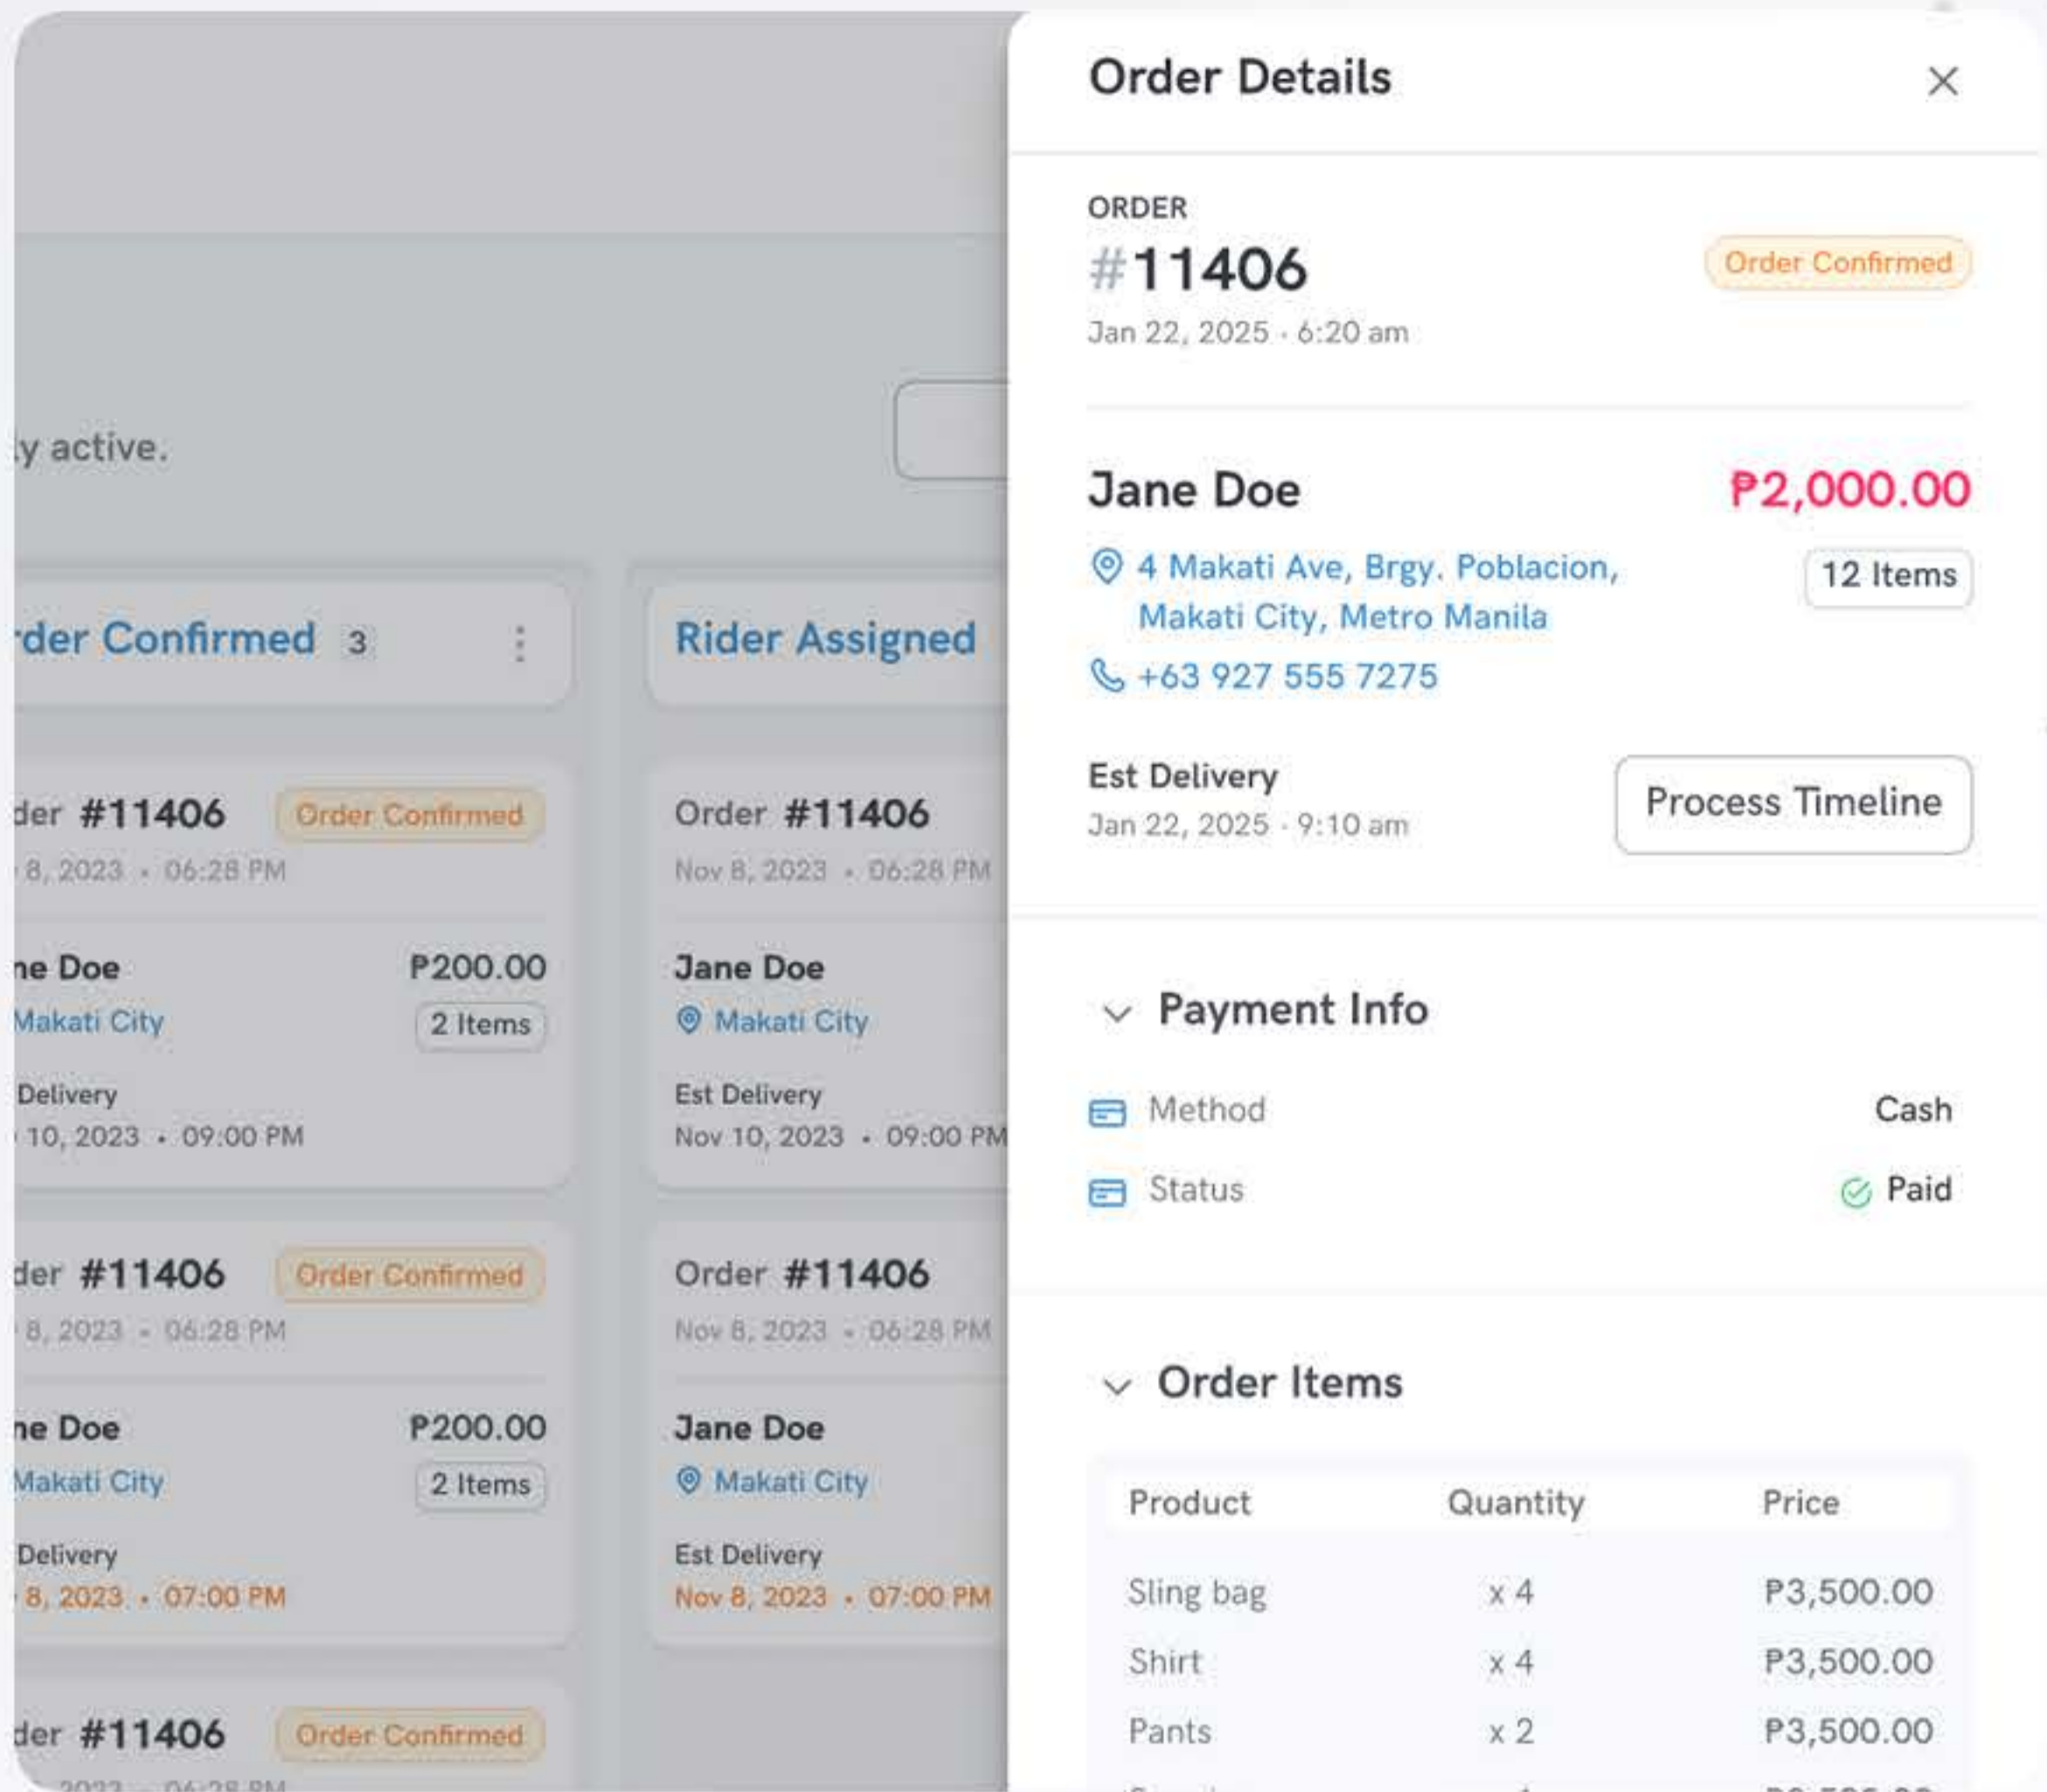 ly active.
rder Confirmed 3
der #11406 Order Confirmed
8, 2023 • 06:28 PM
ne Doe ₱200.00
Makati City 2 Items
Delivery
10, 2023 • 09:00 PM
der #11406 Order Confirmed
8, 2023 • 06:28 PM
ne Doe ₱200.00
Makati City 2 Items
Delivery
8, 2023 • 07:00 PM
der #11406 Order Confirmed
Rider Assigned
Order #11406
Nov 8, 2023 • 06:28 PM
Jane Doe
Makati City
Est Delivery
Nov 10, 2023 • 09:00 PM
Order #11406
Nov 8, 2023 • 06:28 PM
Jane Doe
Makati City
Est Delivery
Nov 8, 2023 • 07:00 PM
Order Details
ORDER
#11406 Order Confirmed
Jan 22, 2025 · 6:20 am
Jane Doe ₱2,000.00
4 Makati Ave, Brgy. Poblacion, 12 Items
Makati City, Metro Manila
+63 927 555 7275
Est Delivery
Jan 22, 2025 · 9:10 am
Process Timeline
Payment Info
Method Cash
Status Paid
Order Items
Product Quantity Price
Sling bag x 4 ₱3,500.00
Shirt x 4 ₱3,500.00
Pants x 2 ₱3,500.00